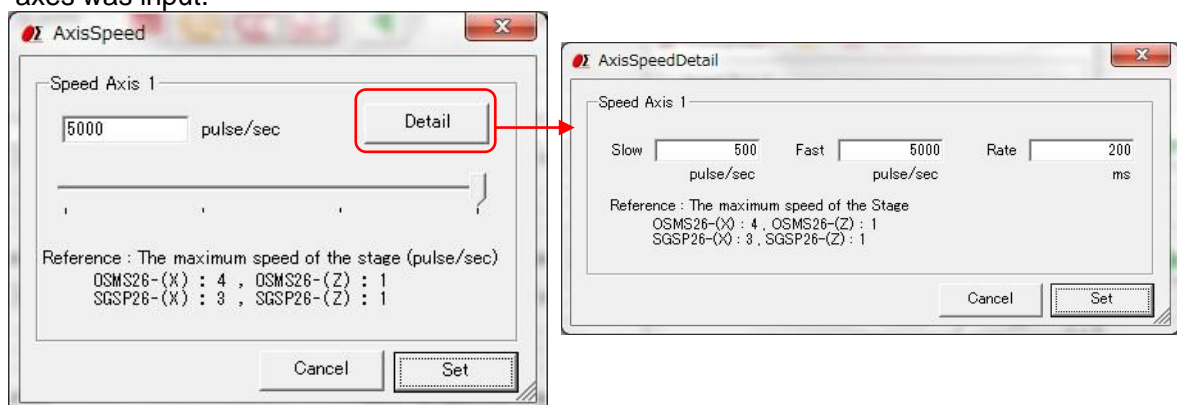 axes was input.
AxisSpeed
Speed Axis 1
5000 pulse/sec Detail
Reference : The maximum speed of the stage (pulse/sec)
OSMS26-(X) : 4 , OSMS26-(Z) : 1
SGSP26-(X) : 3 , SGSP26-(Z) : 1
Cancel Set
AxisSpeedDetail
Speed Axis 1
Slow 500 Fast 5000 Rate 200
pulse/sec pulse/sec ms
Reference : The maximum speed of the Stage
OSMS26-(X) : 4 , OSMS26-(Z) : 1
SGSP26-(X) : 3 , SGSP26-(Z) : 1
Cancel Set